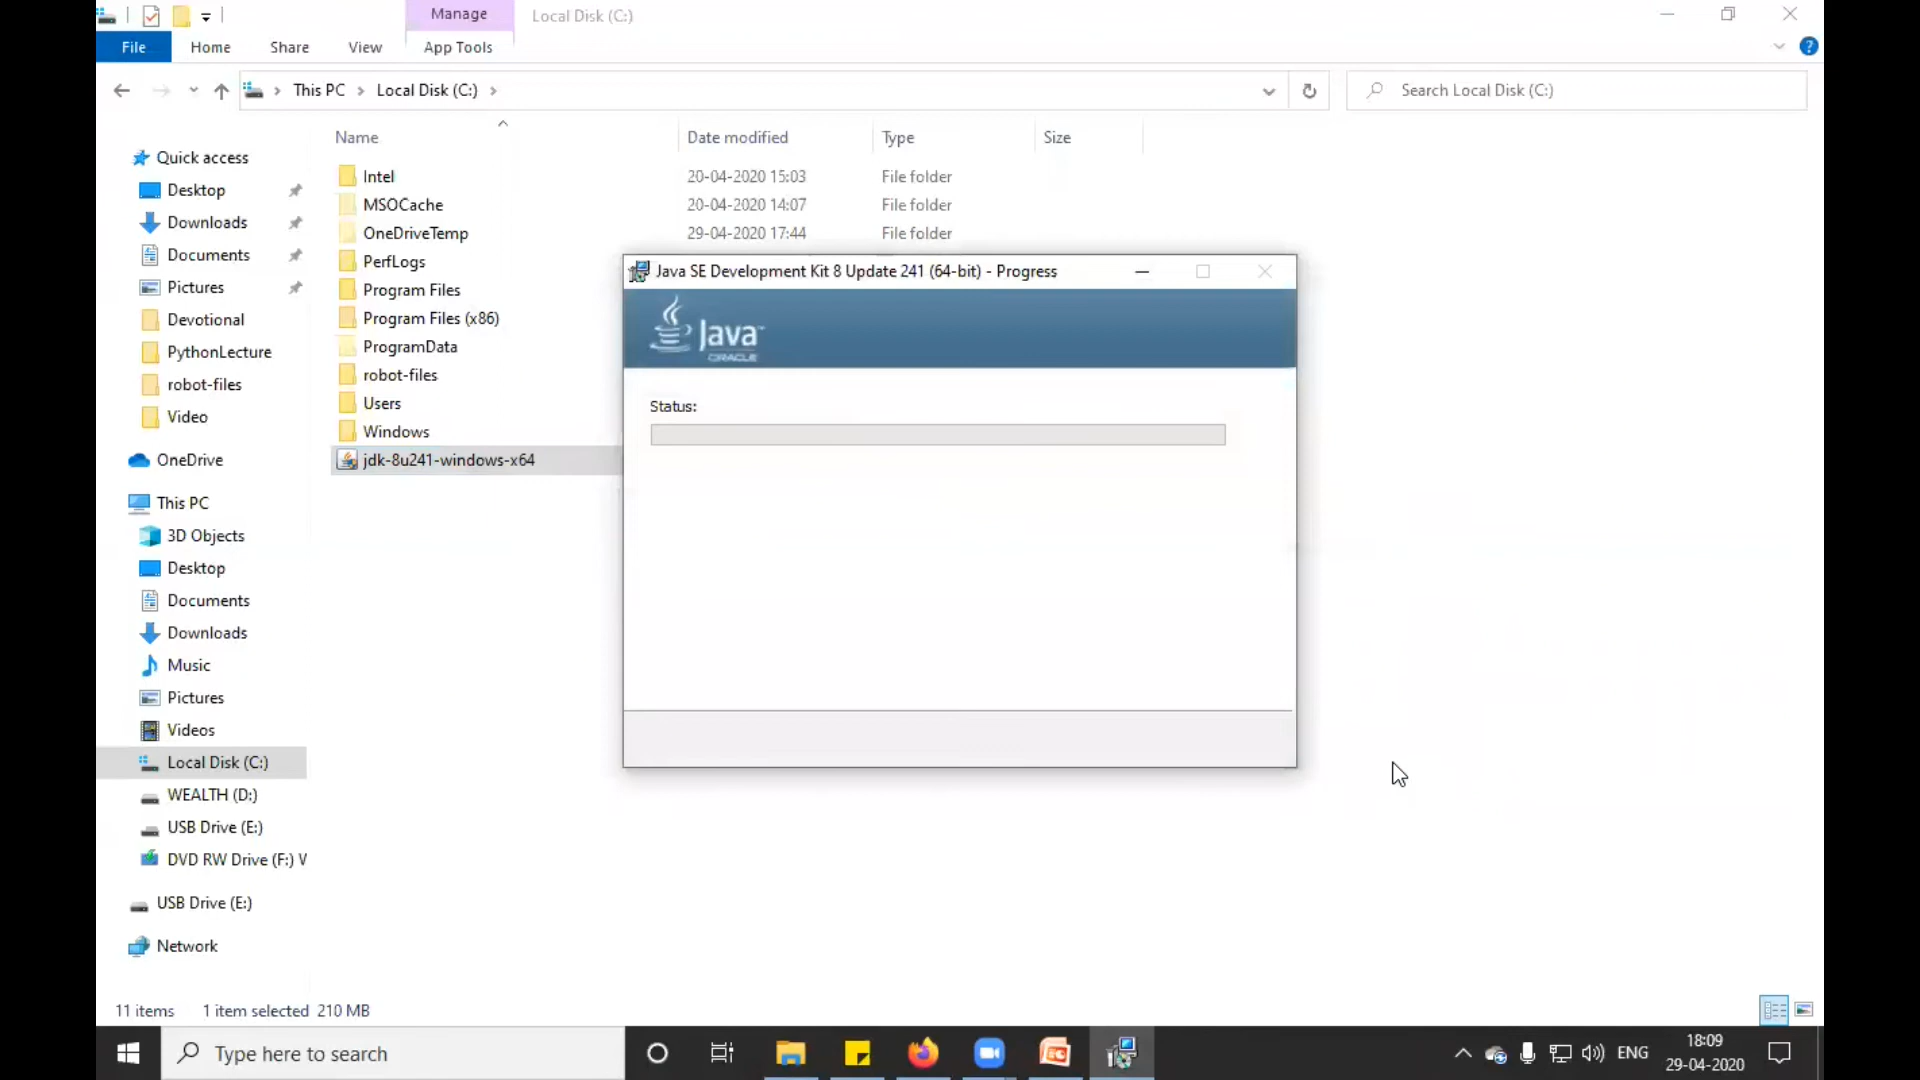 Manage
Local Disk (C:)
File
Home
Share
View
App Tools
This PC
Local Disk (C:)
Search Local Disk (C:)
Name
Date modified
Type
Size
Quick access
Desktop
Downloads
Documents
Pictures
Devotional
PythonLecture
robot-files
Video
OneDrive
This PC
3D Objects
Desktop
Documents
Downloads
Music
Pictures
Videos
Local Disk (C:)
WEALTH (D:)
USB Drive (E:)
DVD RW Drive (F:) V
USB Drive (E:)
Network
Intel 20-04-2020 15:03 File folder
MSOCache 20-04-2020 14:07 File folder
OneDriveTemp 29-04-2020 17:44 File folder
PerfLogs
Program Files
Program Files (x86)
ProgramData
robot-files
Users
Windows
jdk-8u241-windows-x64
Java SE Development Kit 8 Update 241 (64-bit) - Progress
Java™
ORACLE
Status:
11 items 1 item selected 210 MB
Type here to search
ENG
18:09
29-04-2020